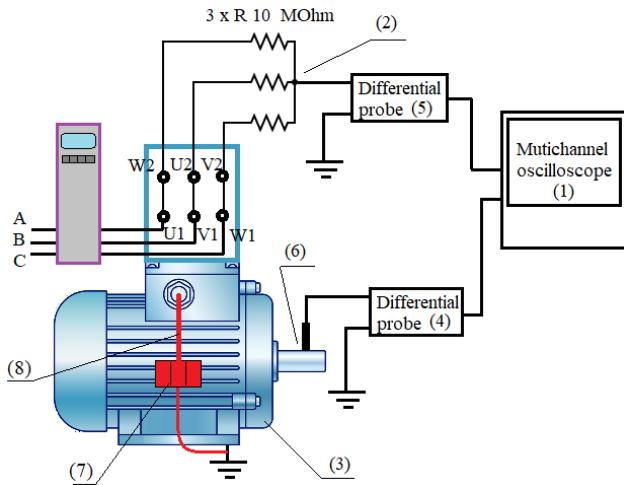 3 x R 10 MOhm
(2)
Differential
probe (5)
Mutichannel
oscilloscope
(1)
W2 U2 V2
A
B
C
U1 V1 W1
(6)
Differential
probe (4)
(8)
(7)
(3)